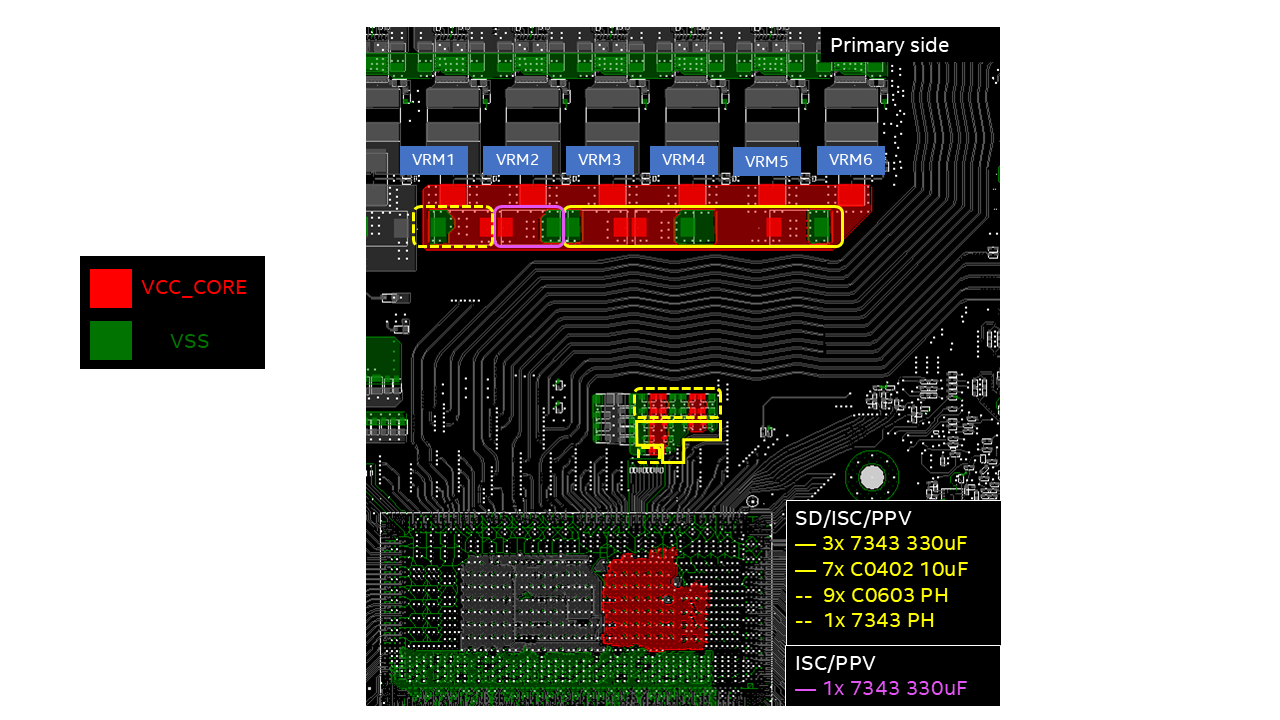 Primary side
VRM1 VRM2 VRM3 VRM4 VRM5 VRM6
VCC_CORE
VSS
SD/ISC/PPV
— 3x 7343 330uF
— 7x C0402 10uF
-- 9x C0603 PH
-- 1x 7343 PH
ISC/PPV
— 1x 7343 330uF